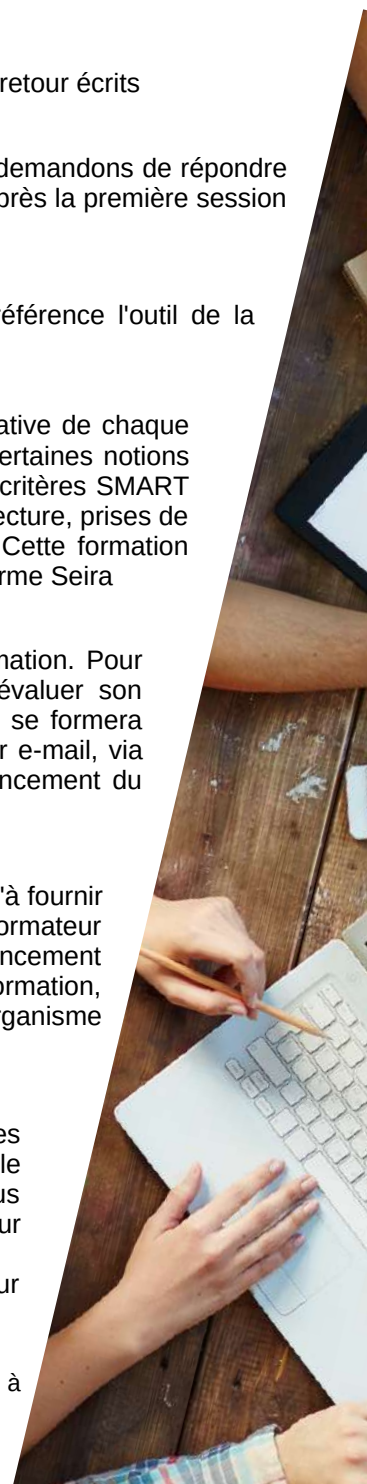 retour écrits
demandons de répondre
près la première session
éférence l'outil de la
ative de chaque
ertaines notions
critères SMART
ecture, prises de
Cette formation
rme Seira
nation. Pour
évaluer son
se formera
r e-mail, via
ncement du
'à fournir
ormateur
ncement
ormation,
rganisme
es
le
us
ur
ur
à